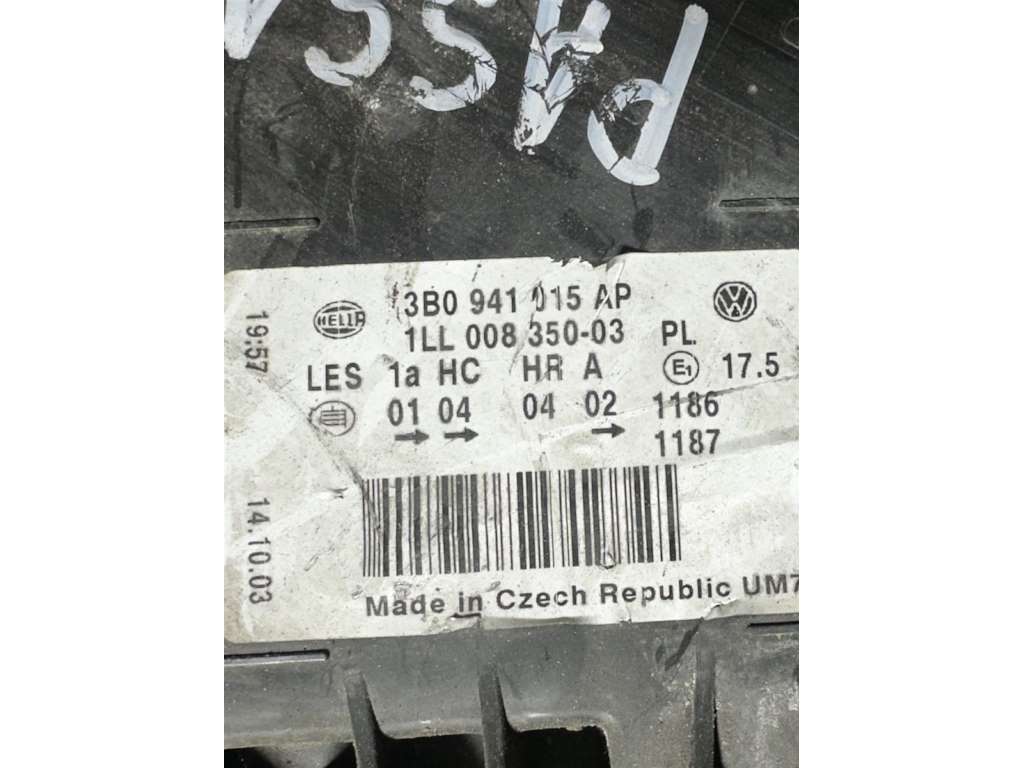 PASSA
HELLA
3B0 941 015 AP
1LL 008 350-03
PL.
LES 1a HC HR A
E1
17.5
01 04 04 02
1186
1187
19:57
14.10.03
Made in Czech Republic UM7